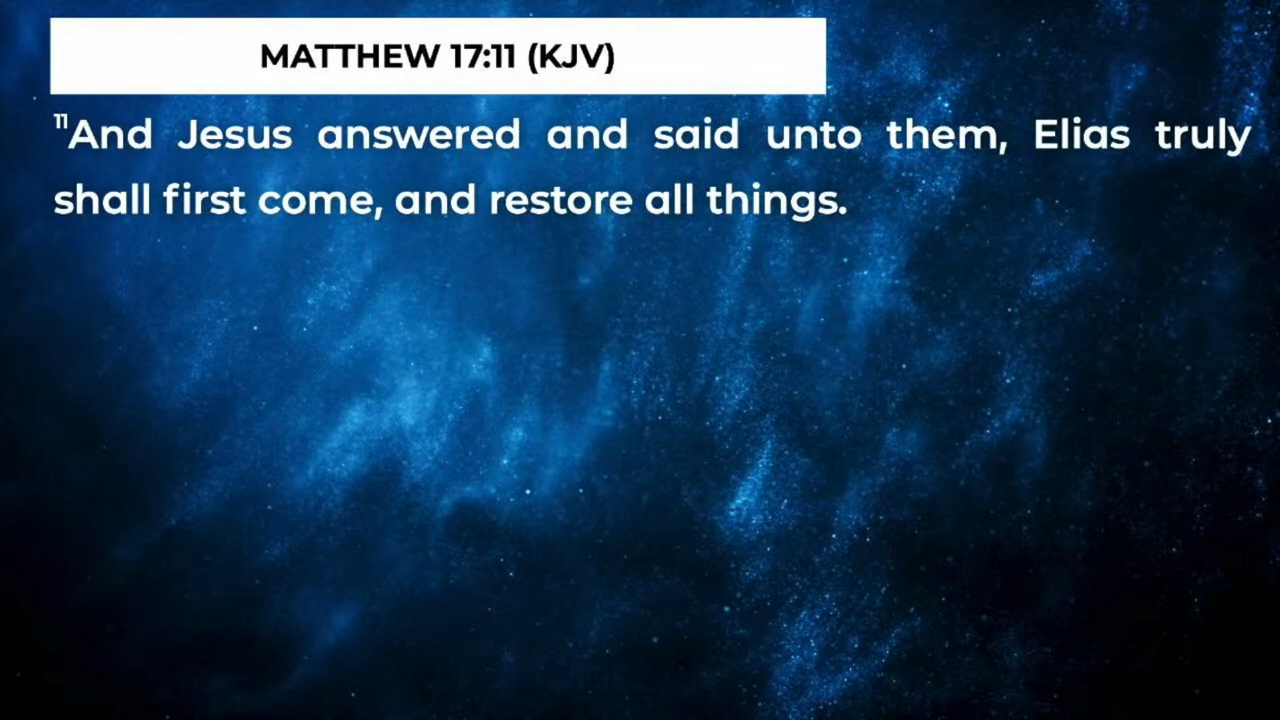 MATTHEW 17:11 (KJV)
11And Jesus answered and said unto them, Elias truly
shall first come, and restore all things.